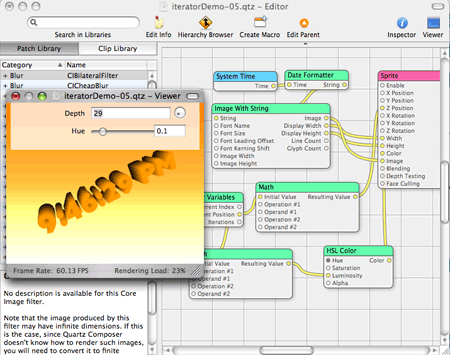 iteratorDemo-05.qtz - Editor
Search in Libraries
Edit Info
Hierarchy Browser
Create Macro
Edit Parent
Inspector
Viewer
Patch Library
Clip Library
Category
Name
Blur
CIBilateralFilter
Blur
CICheapBlur
iteratorDemo-05.qtz - Viewer
Depth
29
Hue
0.1
9:46:29 PM
Frame Rate: 60.13 FPS
Rendering Load: 23%
No description is available for this Core
Image filter.
Note that the image produced by this
filter may have infinite dimensions. If this
is the case, since Quartz Composer
doesn't know how to render such images,
you will need to convert it to finite
System Time
Time
Date Formatter
Time
String
Image With String
String
Font Name
Font Size
Font Leading Offset
Font Kerning Shift
Image Width
Image Height
Image
Display Width
Display Height
Line Count
Glyph Count
Sprite
Enable
X Position
Y Position
Z Position
X Rotation
Y Rotation
Z Rotation
Width
Height
Color
Image
Blending
Depth Testing
Face Culling
Variables
rent Index
rent Position
Iterations
Math
Initial Value
Operation #1
Operand #1
Operation #2
Operand #2
Resulting Value
Resulting Value
Operation #1
Operand #1
Operation #2
Operand #2
HSL Color
Hue
Saturation
Luminosity
Alpha
Color